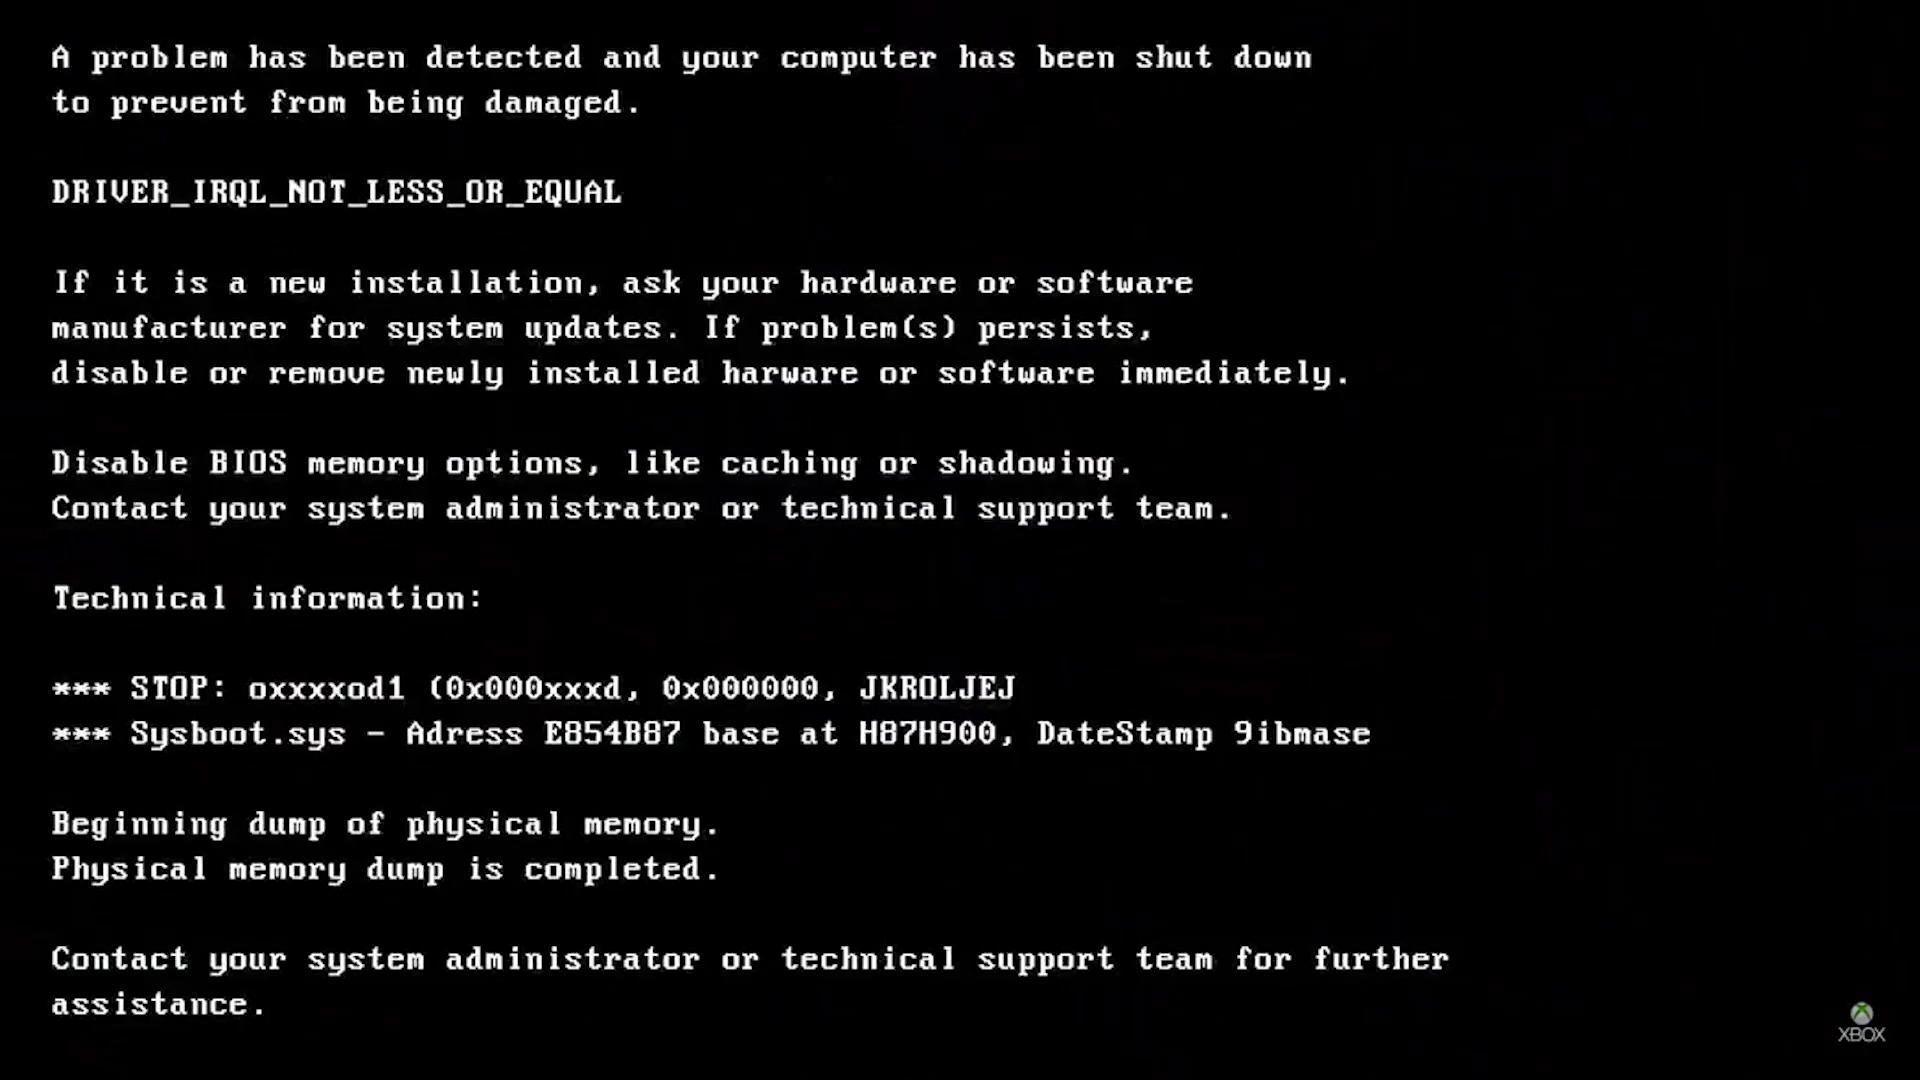 A problem has been detected and your computer has been shut down
to prevent from being damaged.
DRIVER_IRQL_NOT_LESS_OR_EQUAL
If it is a new installation, ask your hardware or software
manufacturer for system updates. If problem(s) persists,
disable or remove newly installed harware or software immediately.
Disable BIOS memory options, like caching or shadowing.
Contact your system administrator or technical support team.
Technical information:
*** STOP: oxxxxod1 (0x000xxxd, 0x000000, JKROLJEJ
*** Sysboot.sys - Adress E854B87 base at H87H900, DateStamp 9ibmase
Beginning dump of physical memory.
Physical memory dump is completed.
Contact your system administrator or technical support team for further
assistance.
XBOX